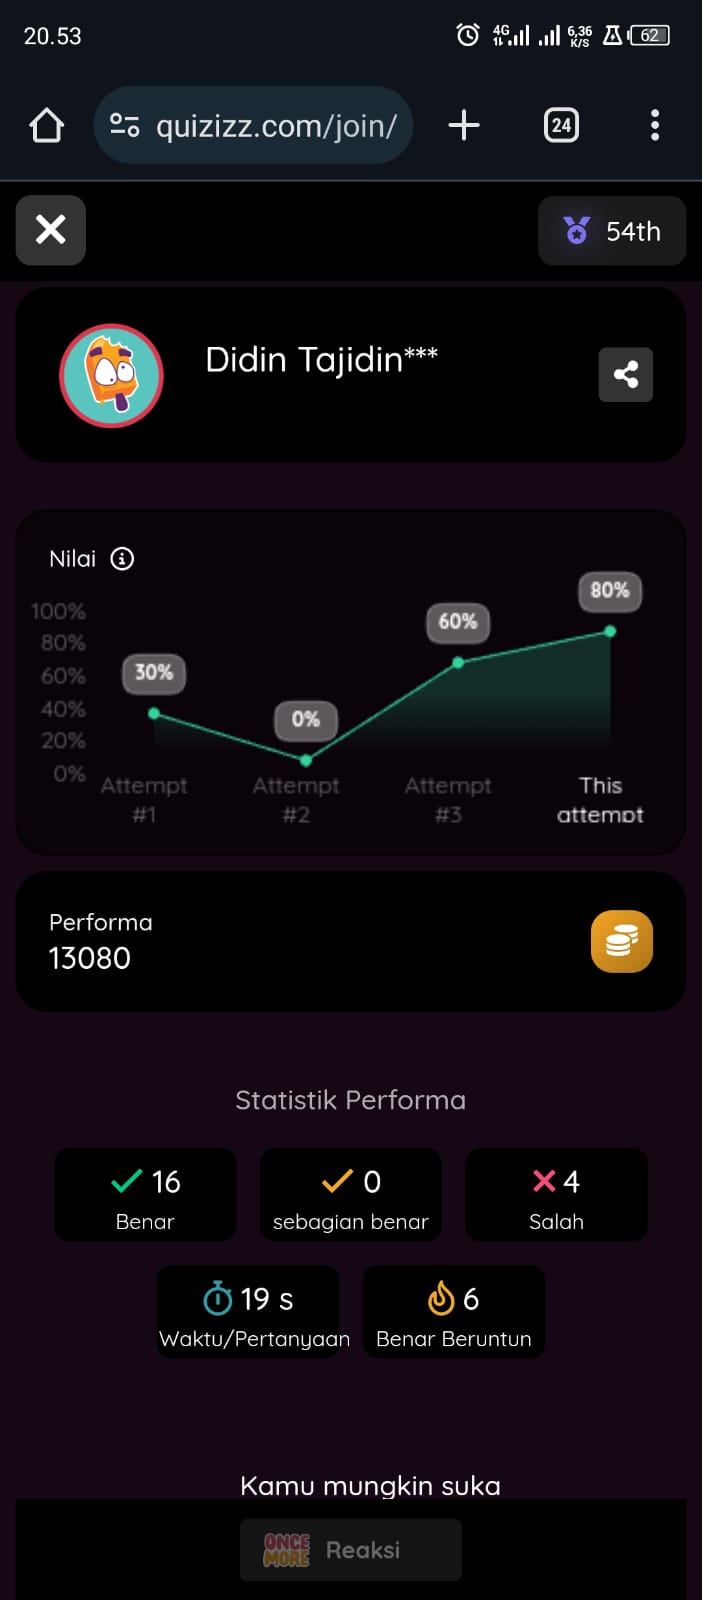 20.53
4G
6,36
K/S
62
quizizz.com/join/
24
54th
Didin Tajidin***
Nilai
100%
80%
60%
40%
20%
0%
30%
0%
60%
80%
Attempt
#1
Attempt
#2
Attempt
#3
This
attempt
Performa
13080
Statistik Performa
16
Benar
0
sebagian benar
4
Salah
19 s
Waktu/Pertanyaan
6
Benar Beruntun
Kamu mungkin suka
ONCE
MORE
Reaksi